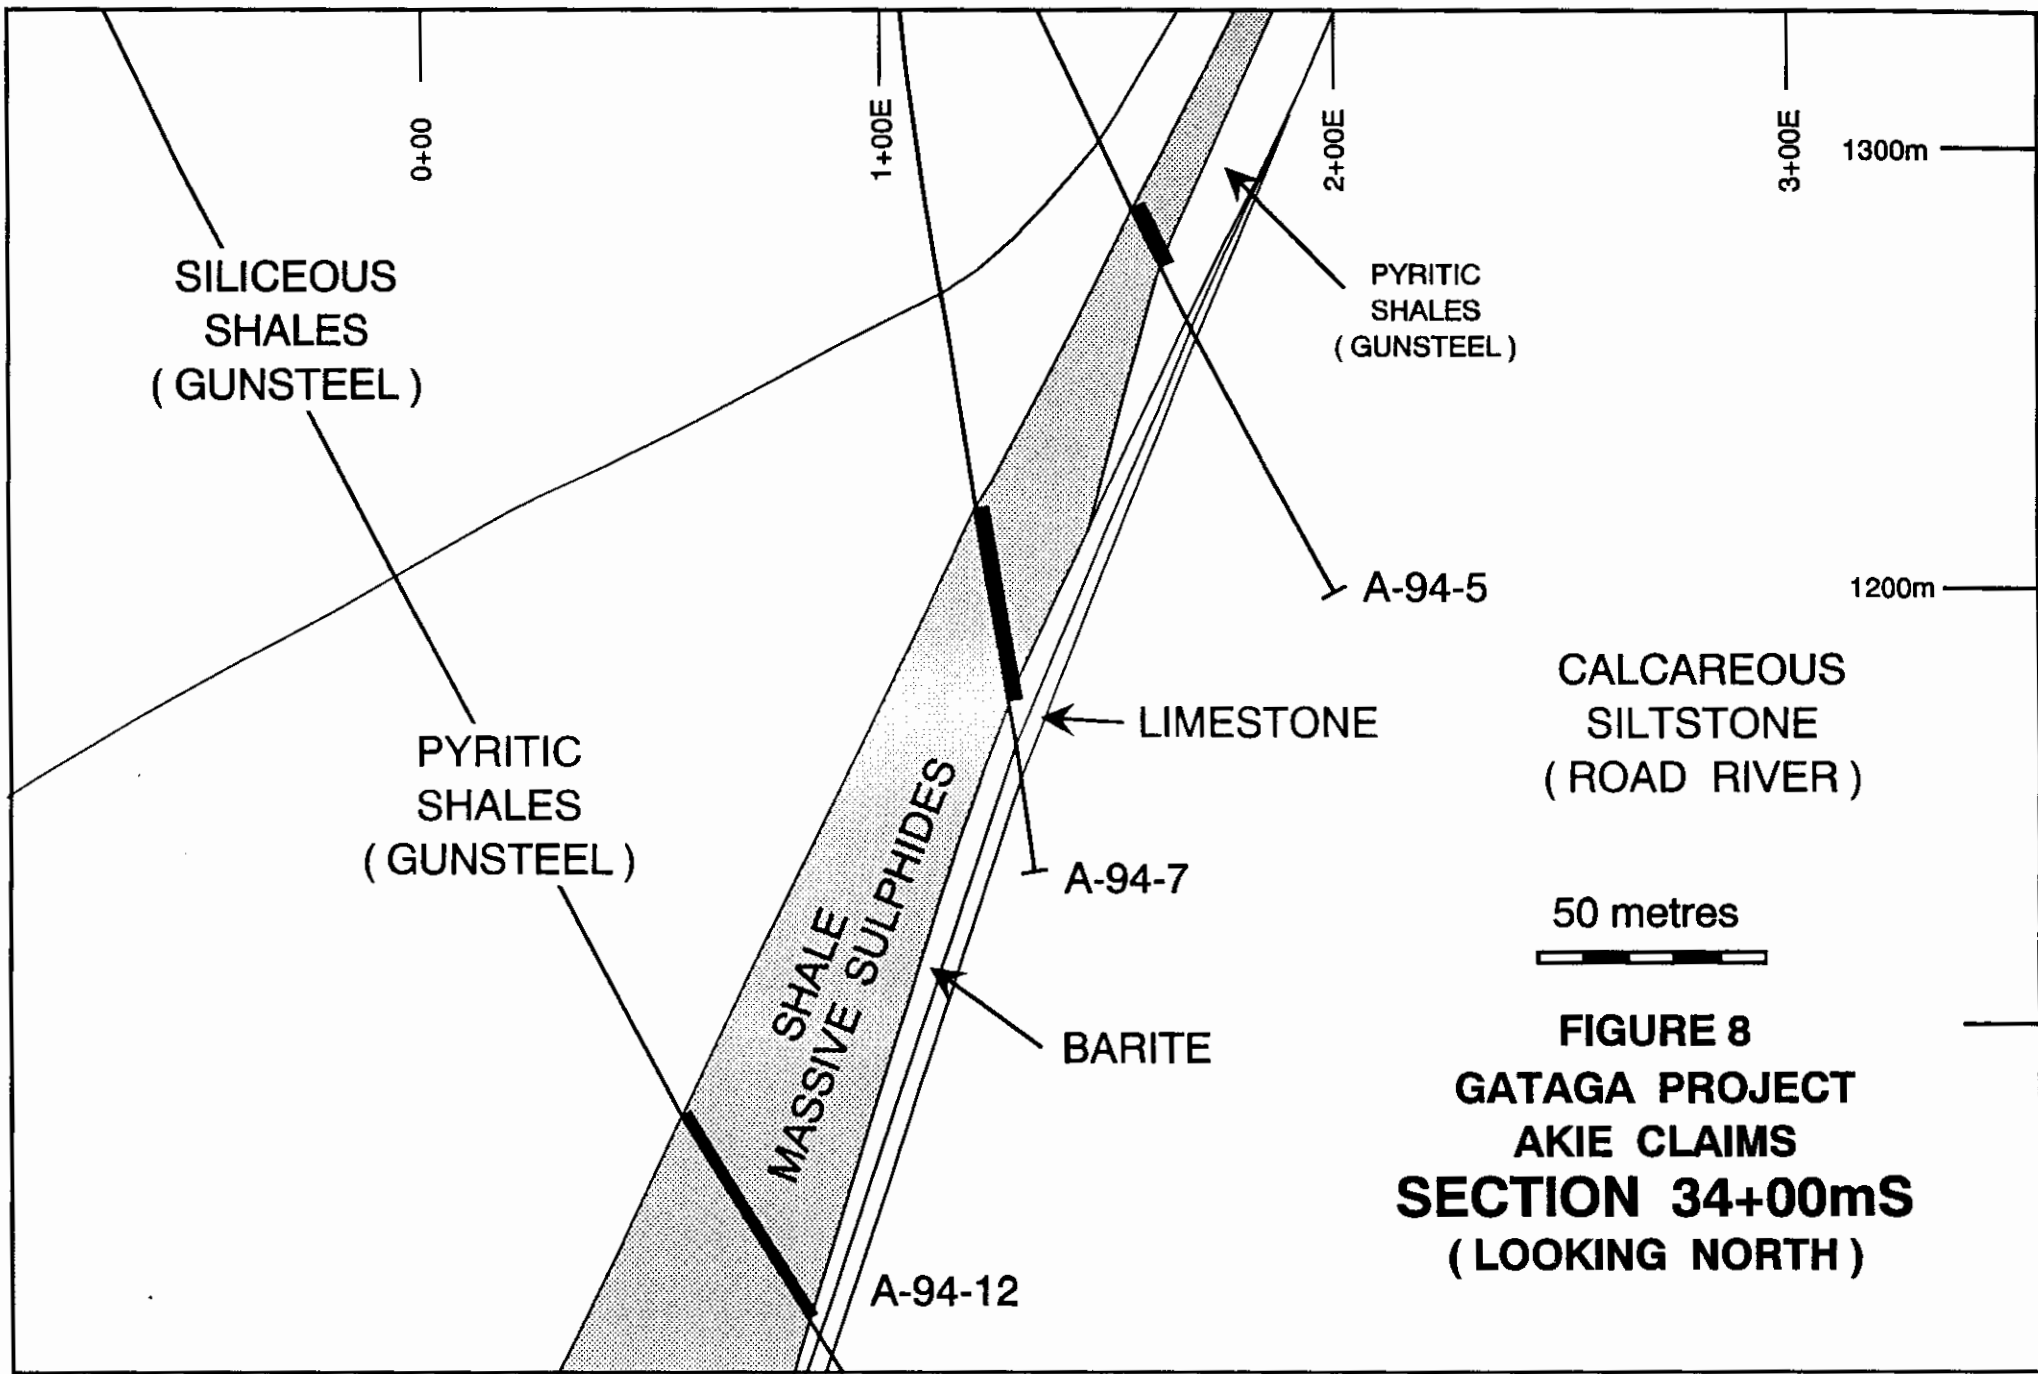 0+00
1+00E
2+00E
3+00E
1300m
SILICEOUS
SHALES
( GUNSTEEL )
PYRITIC
SHALES
( GUNSTEEL )
A-94-5
1200m
CALCAREOUS
SILTSTONE
( ROAD RIVER )
LIMESTONE
PYRITIC
SHALES
( GUNSTEEL )
A-94-7
SHALE
MASSIVE SULPHIDES
BARITE
A-94-12
50 metres
FIGURE 8
GATAGA PROJECT
AKIE CLAIMS
SECTION 34+00mS
( LOOKING NORTH )